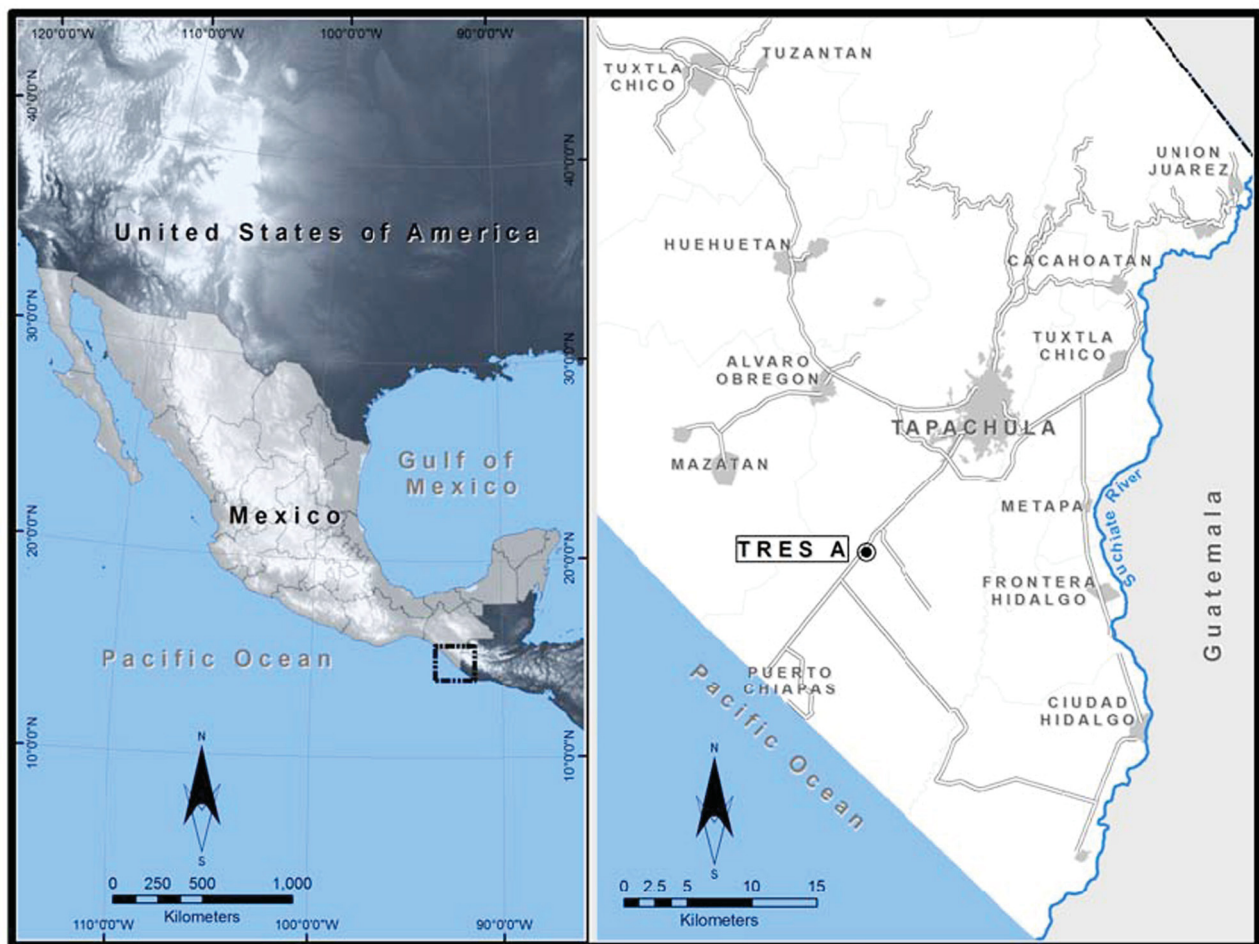 120°0'0"W
110°0'0"W
100°0'0"W
90°0'0"W
40°0'0"N
40°0'0"N
United States of America
30°0'0"N
30°0'0"N
Gulf of
Mexico
Mexico
20°0'0"N
20°0'0"N
Pacific Ocean
10°0'0"N
10°0'0"N
N
S
0 250 500 1,000
Kilometers
110°0'0"W
100°0'0"W
90°0'0"W
TUXTLA
CHICO
TUZANTAN
UNION
JUAREZ
HUEHUETAN
CACAHOATAN
TUXTLA
CHICO
ALVARO
OBREGON
TAPACHULA
MAZATAN
METAPA
Suchiate River
Guatemala
TRES A
FRONTERA
HIDALGO
PUERTO
CHIAPAS
CIUDAD
HIDALGO
Pacific Ocean
N
S
0 2.5 5 10 15
Kilometers